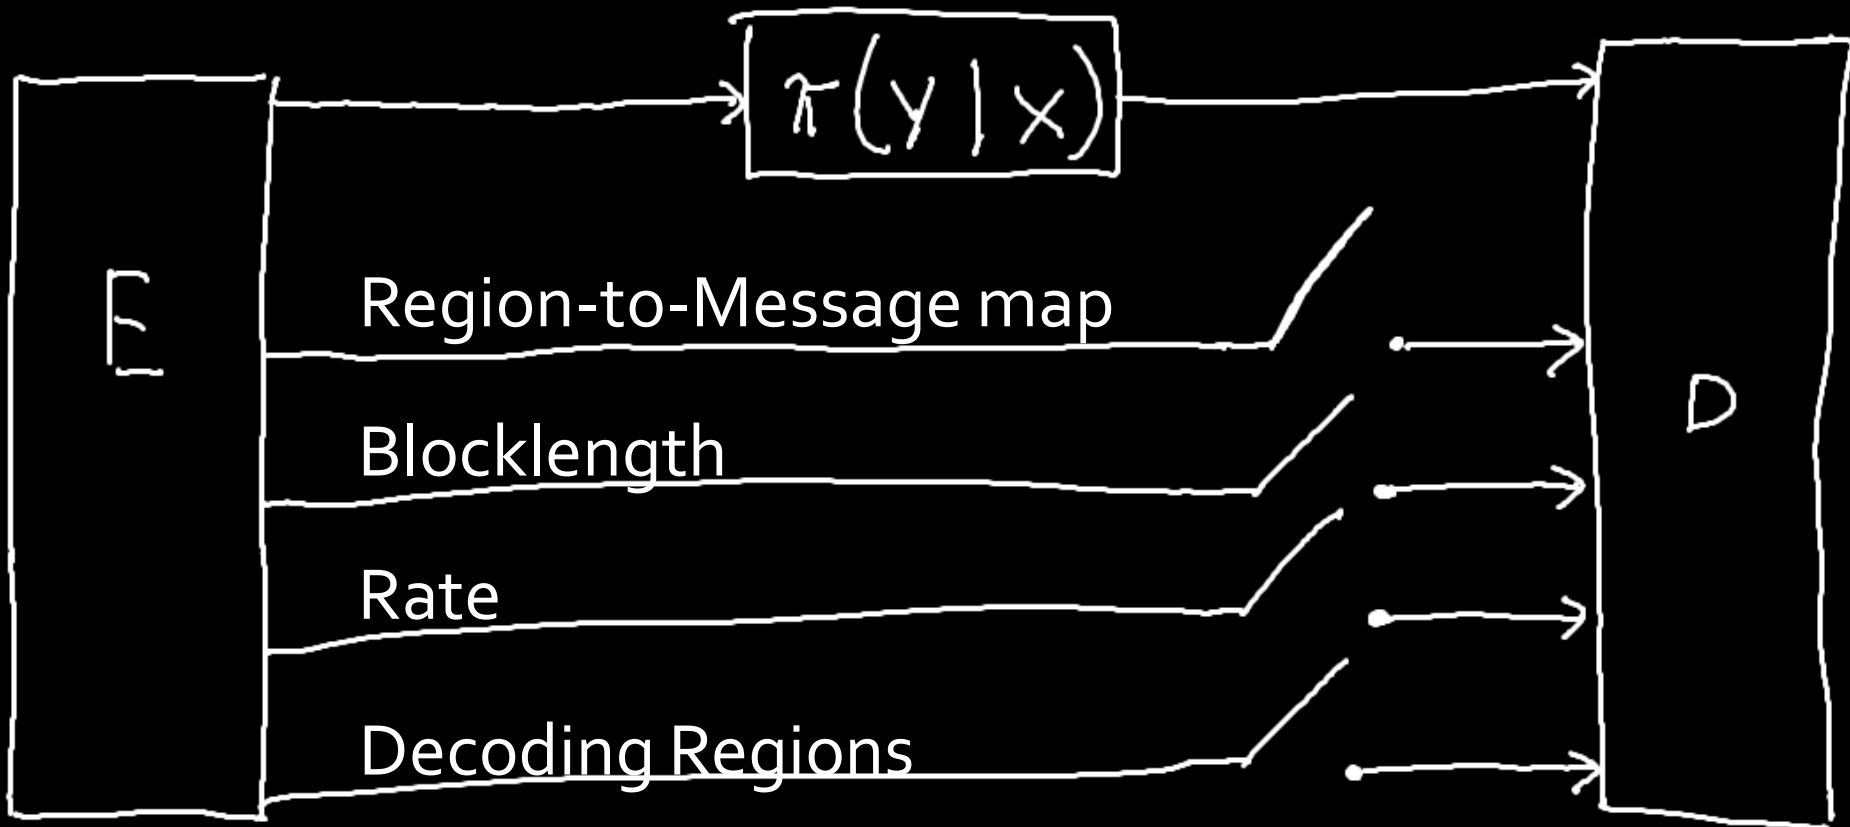 π(y|x)
E
Region-to-Message map
Blocklength
D
Rate
Decoding Regions